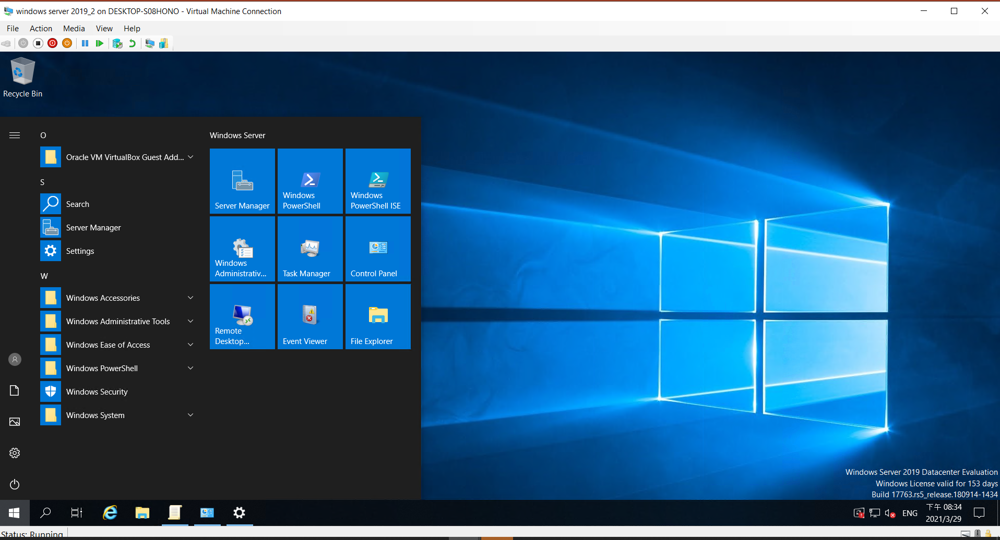 windows server 2019_2 on DESKTOP-S08HONO - Virtual Machine Connection
File Action Media View Help
Recycle Bin
O
Oracle VM VirtualBox Guest Add...
S
Search
Server Manager
Settings
W
Windows Accessories
Windows Administrative Tools
Windows Ease of Access
Windows PowerShell
Windows Security
Windows System
Windows Server
Server Manager
Windows
PowerShell
Windows
PowerShell ISE
Windows
Administrativ...
Task Manager
Control Panel
Remote
Desktop...
Event Viewer
File Explorer
Windows Server 2019 Datacenter Evaluation
Windows License valid for 153 days
Build 17763.rs5_release.180914-1434
ENG
下午 08:34
2021/3/29
Status: Running